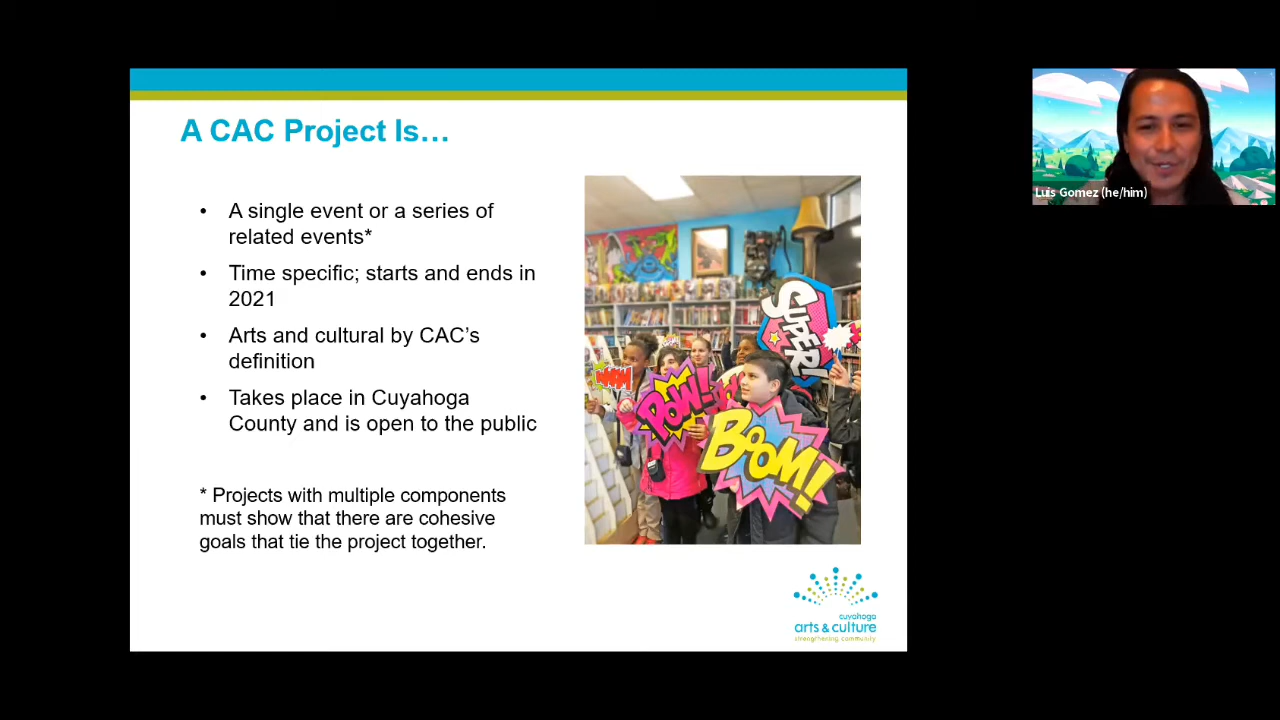 A CAC Project Is…
• A single event or a series of
related events*
• Time specific; starts and ends in
2021
• Arts and cultural by CAC’s
definition
• Takes place in Cuyahoga
County and is open to the public
* Projects with multiple components
must show that there are cohesive
goals that tie the project together.
SUPER!
POW!
BOOM!
cuyahoga
arts & culture
strengthening community
Luis Gomez (he/him)